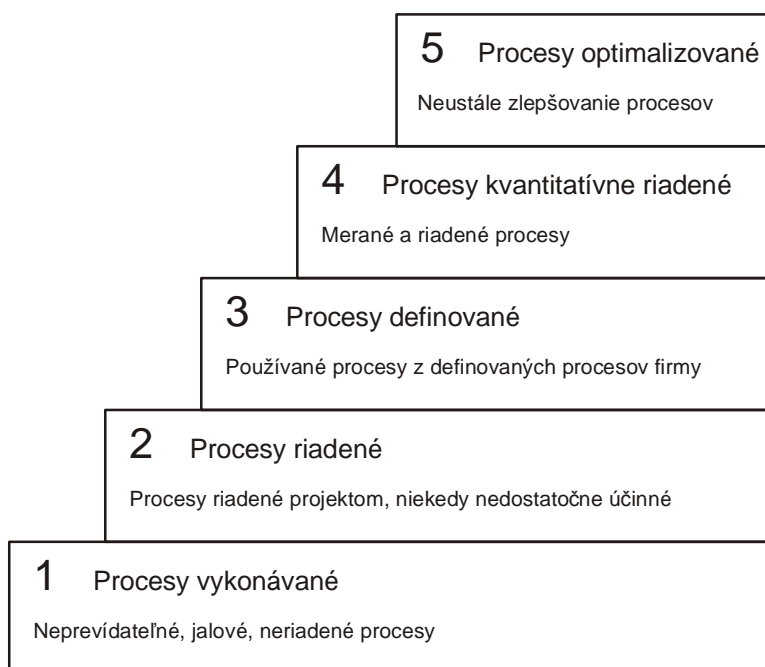 5 Procesy optimalizované
Neustále zlepšovanie procesov
4 Procesy kvantitatívne riadené
Merané a riadené procesy
3 Procesy definované
Používané procesy z definovaných procesov firmy
2 Procesy riadené
Procesy riadené projektom, niekedy nedostatočne účinné
1 Procesy vykonávané
Neprevídateľné, jalové, neriadené procesy